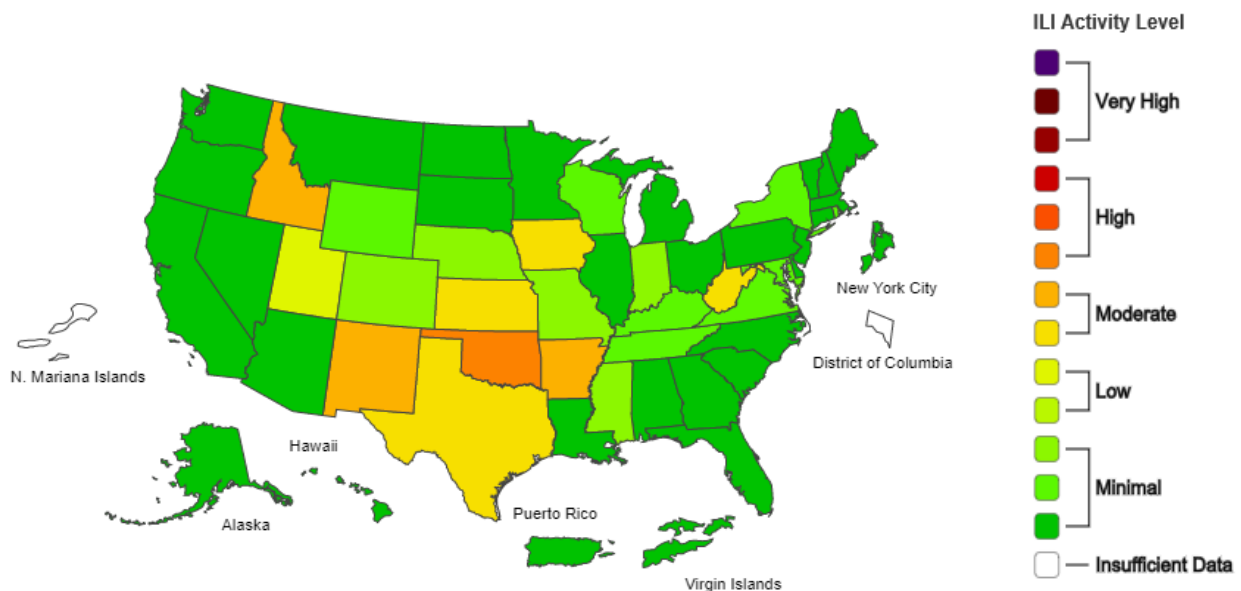 ILI Activity Level
Very High
High
Moderate
Low
Minimal
Insufficient Data
New York City
District of Columbia
N. Mariana Islands
Hawaii
Alaska
Puerto Rico
Virgin Islands